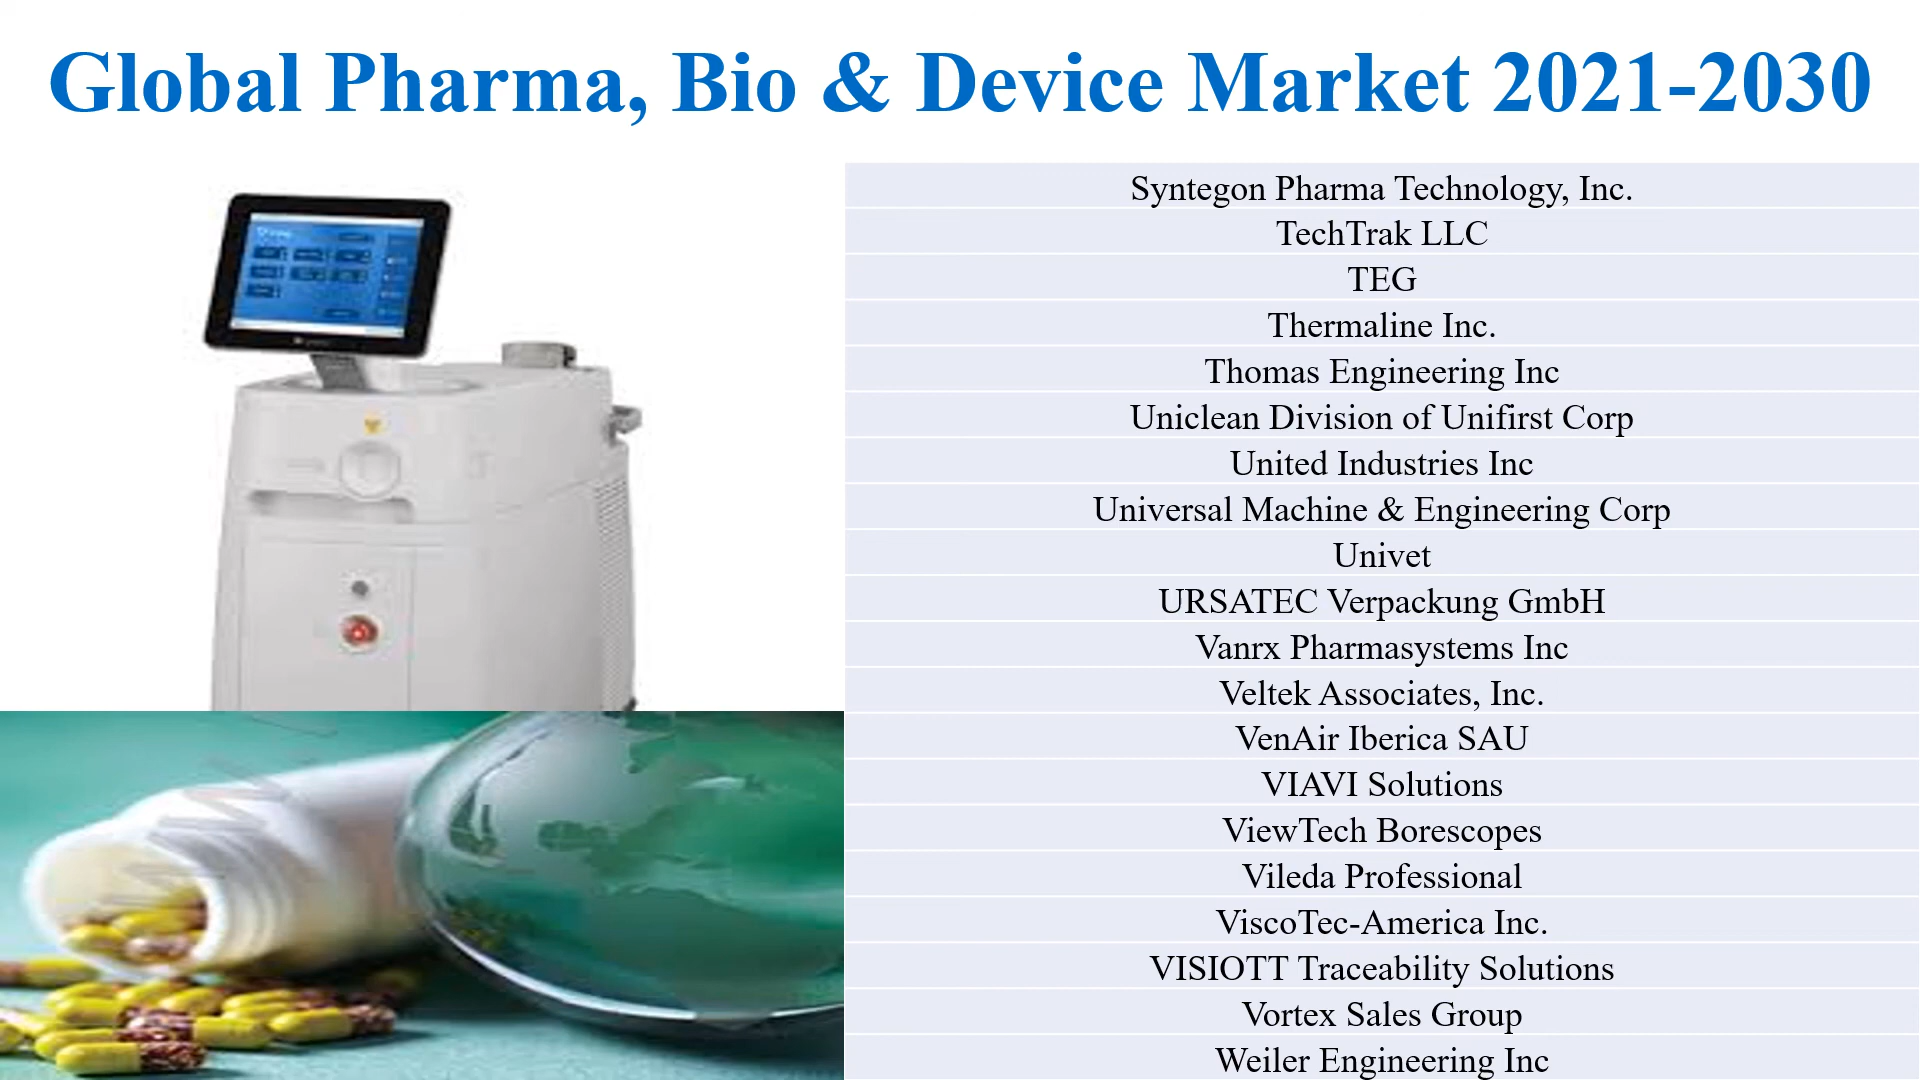 Global Pharma, Bio & Device Market 2021-2030
Syntegon Pharma Technology, Inc.
TechTrak LLC
TEG
Thermaline Inc.
Thomas Engineering Inc
Uniclean Division of Unifirst Corp
United Industries Inc
Universal Machine & Engineering Corp
Univet
URSATEC Verpackung GmbH
Vanrx Pharmasystems Inc
Veltek Associates, Inc.
VenAir Iberica SAU
VIAVI Solutions
ViewTech Borescopes
Vileda Professional
ViscoTec-America Inc.
VISIOTT Traceability Solutions
Vortex Sales Group
Weiler Engineering Inc